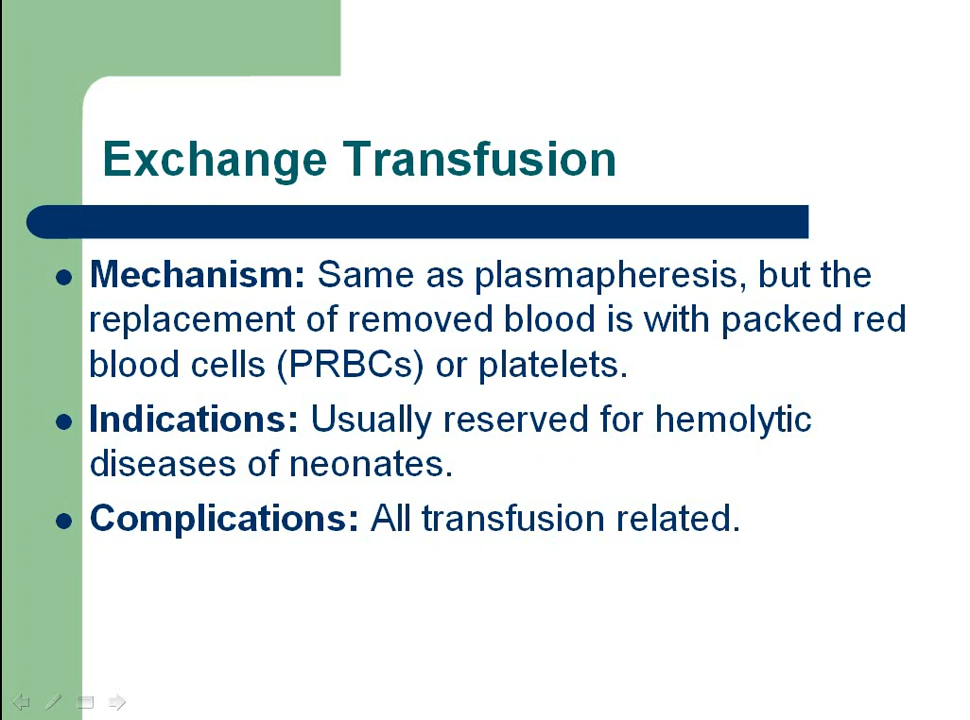 Exchange Transfusion
Mechanism: Same as plasmapheresis, but the
replacement of removed blood is with packed red
blood cells (PRBCs) or platelets.
Indications: Usually reserved for hemolytic
diseases of neonates.
Complications: All transfusion related.